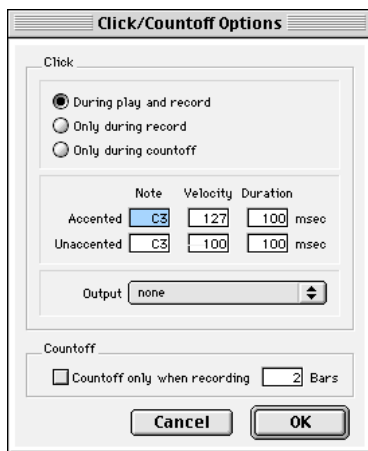 Click/Countoff Options
Click
During play and record
Only during record
Only during countoff
Note Velocity Duration
Accented C3 127 100 msec
Unaccented C3 100 100 msec
Output none
Countoff
Countoff only when recording 2 Bars
Cancel OK